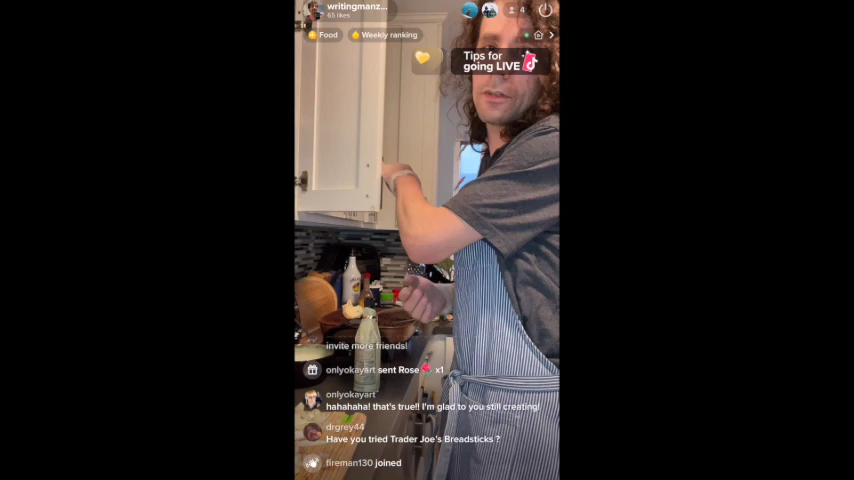 writingmanz...
65 likes
4
Food
Weekly ranking
Tips for
going LIVE
invite more friends!
onlyokayart sent Rose x1
onlyokayart
hahahaha! that's true!! I'm glad to you still creating!
drgrey44
Have you tried Trader Joe's Breadsticks ?
fireman130 joined